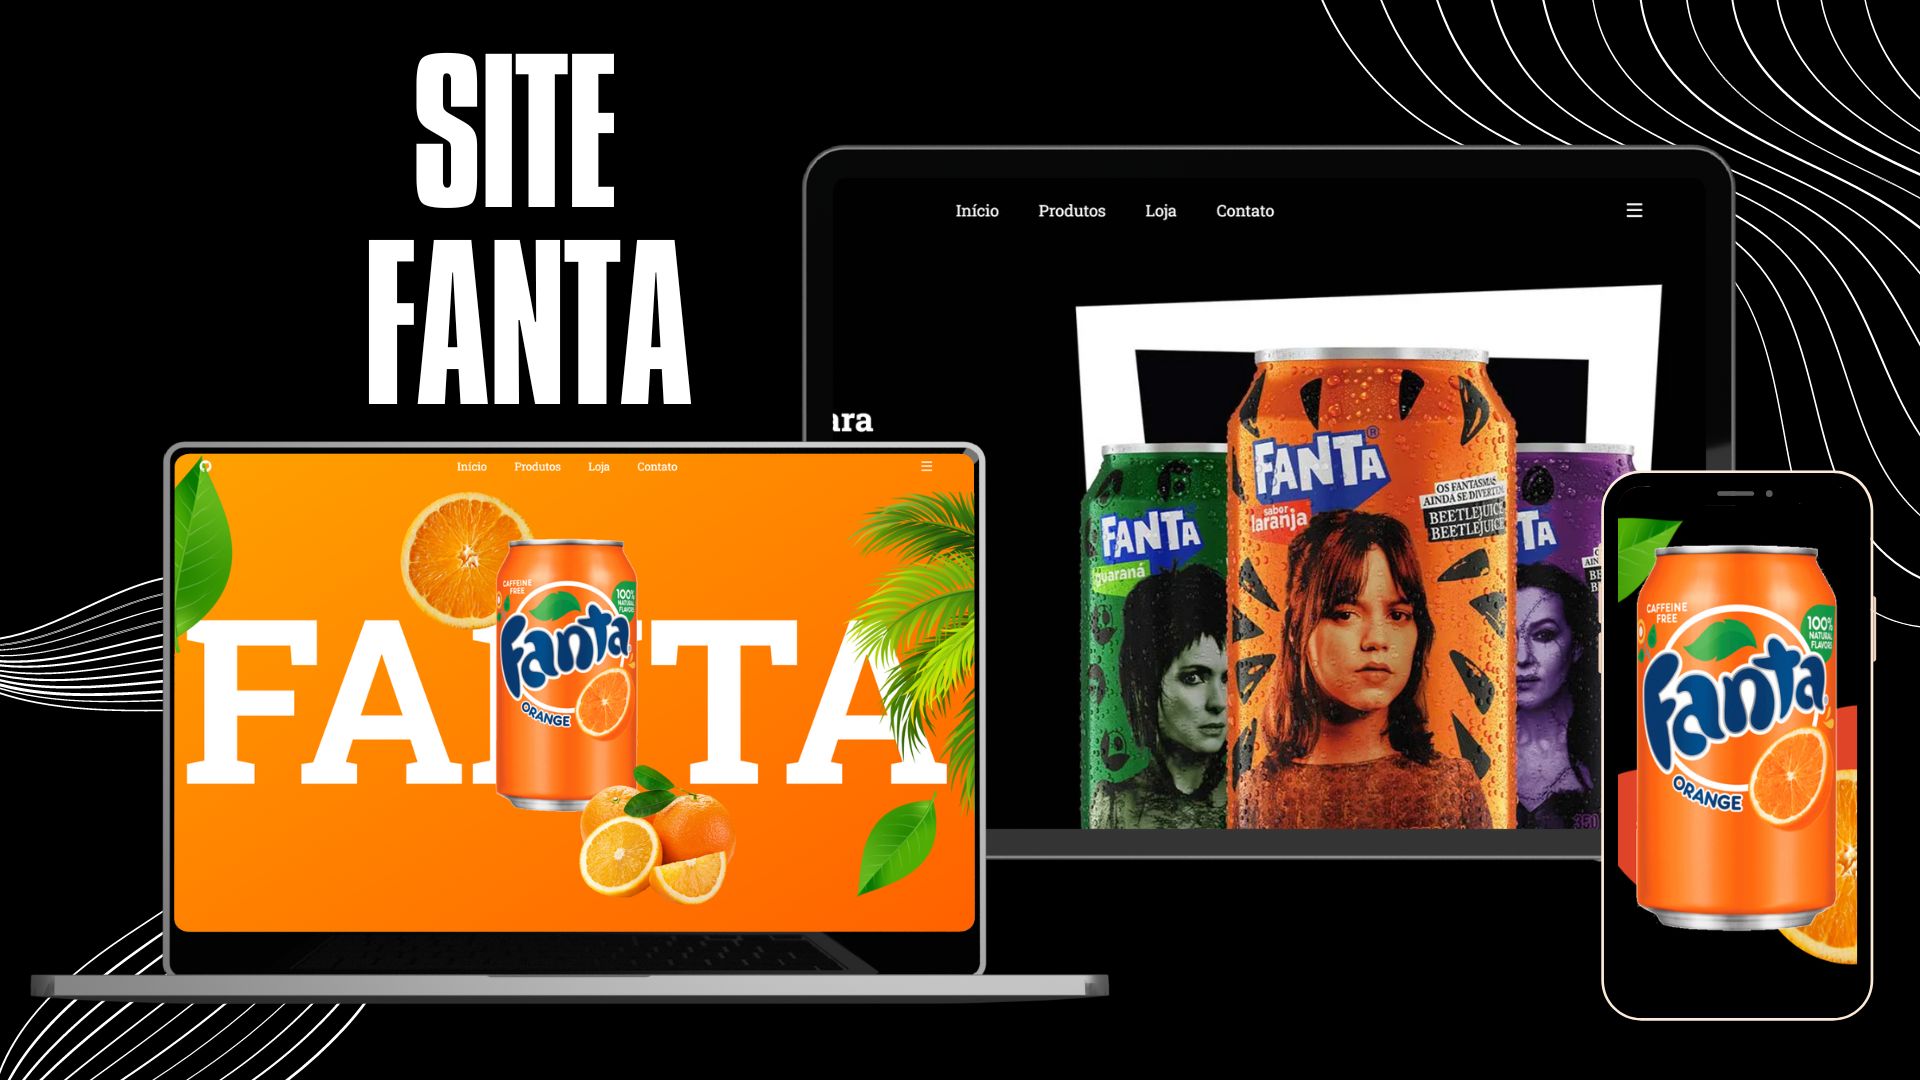 SITE
FANTA
Início Produtos Loja Contato
ara
FANTA®
sabor
laranja
OS FANTASMAS
AINDA SE DIVERTEM
BEETLEJUICE
BEETLEJUICE
FANTA
guaraná
TA
350
Início Produtos Loja Contato
FANTA
CAFFEINE
FREE
100%
NATURAL
FLAVORS
Fanta
ORANGE
CAFFEINE
FREE
100%
NATURAL
FLAVORS
Fanta
ORANGE